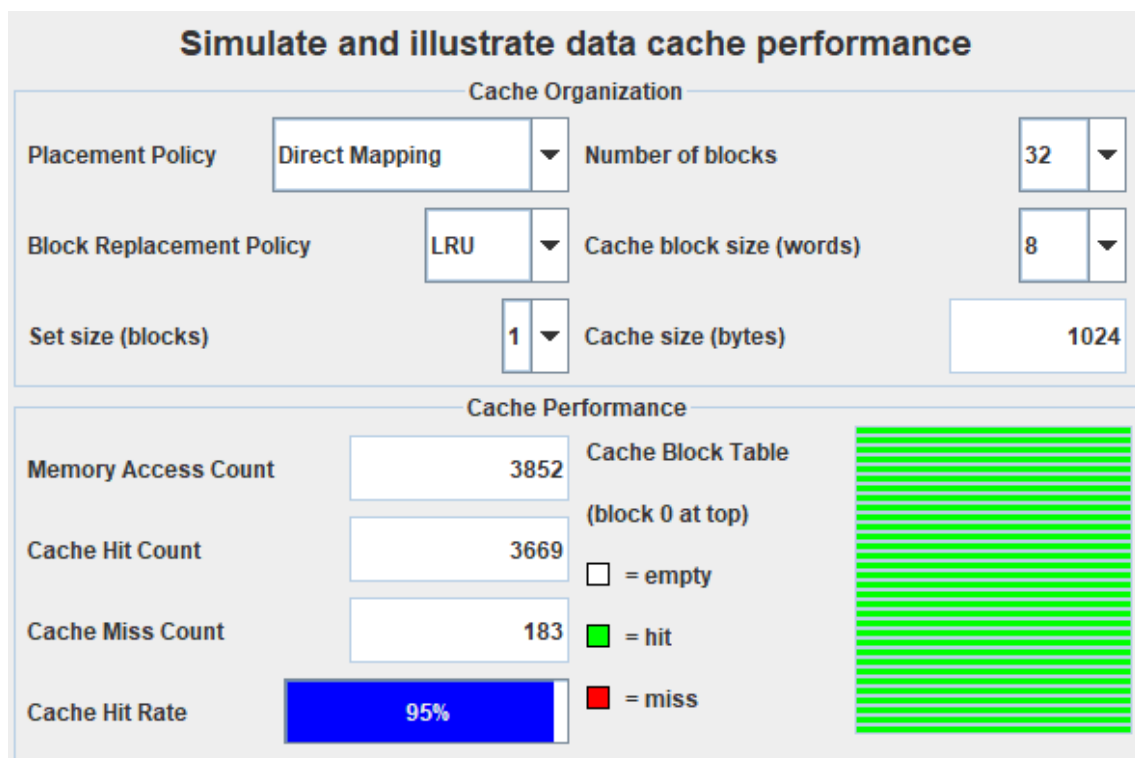 Simulate and illustrate data cache performance
Cache Organization
Placement Policy Direct Mapping Number of blocks 32
Block Replacement Policy LRU Cache block size (words) 8
Set size (blocks) 1 Cache size (bytes) 1024
Cache Performance
Memory Access Count 3852
Cache Hit Count 3669
Cache Miss Count 183
Cache Hit Rate 95%
Cache Block Table
(block 0 at top)
= empty
= hit
= miss